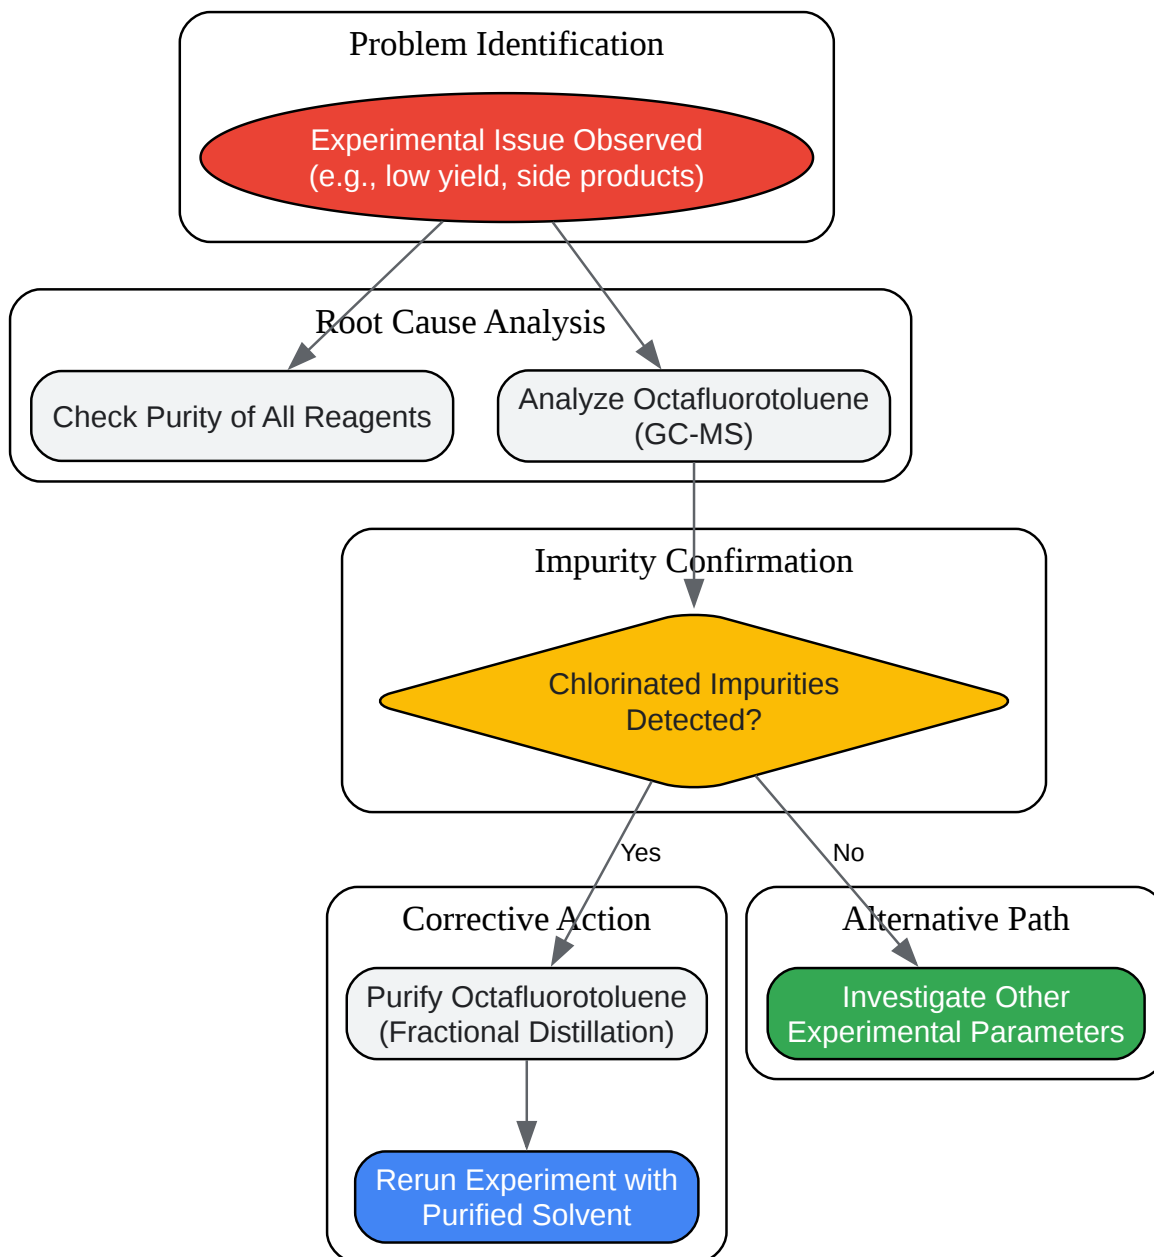 Problem Identification
Experimental Issue Observed
(e.g., low yield, side products)
Root Cause Analysis
Check Purity of All Reagents
Analyze Octafluorotoluene
(GC-MS)
Impurity Confirmation
Chlorinated Impurities
Detected?
Yes
No
Corrective Action
Purify Octafluorotoluene
(Fractional Distillation)
Rerun Experiment with
Purified Solvent
Alternative Path
Investigate Other
Experimental Parameters